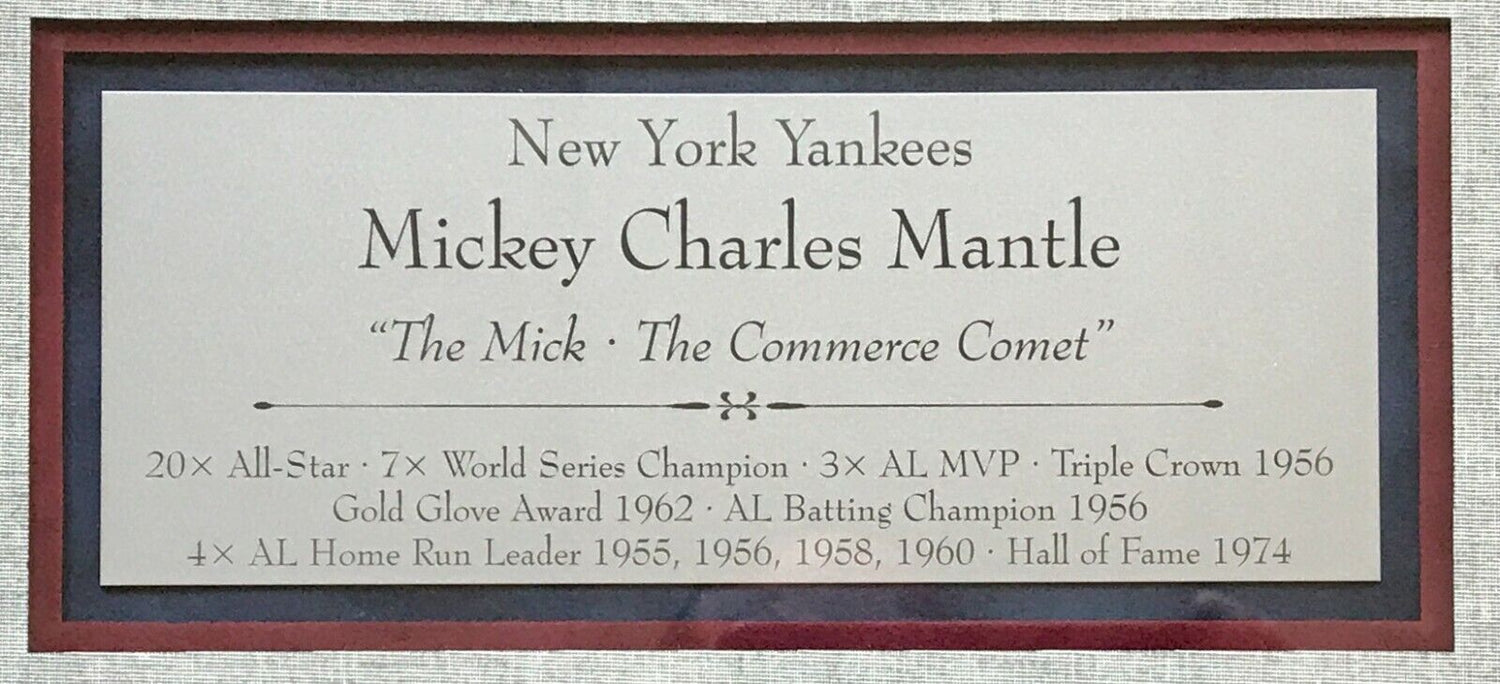 New York Yankees
Mickey Charles Mantle
“The Mick · The Commerce Comet”
20× All-Star · 7× World Series Champion · 3× AL MVP · Triple Crown 1956
Gold Glove Award 1962 · AL Batting Champion 1956
4× AL Home Run Leader 1955, 1956, 1958, 1960 · Hall of Fame 1974